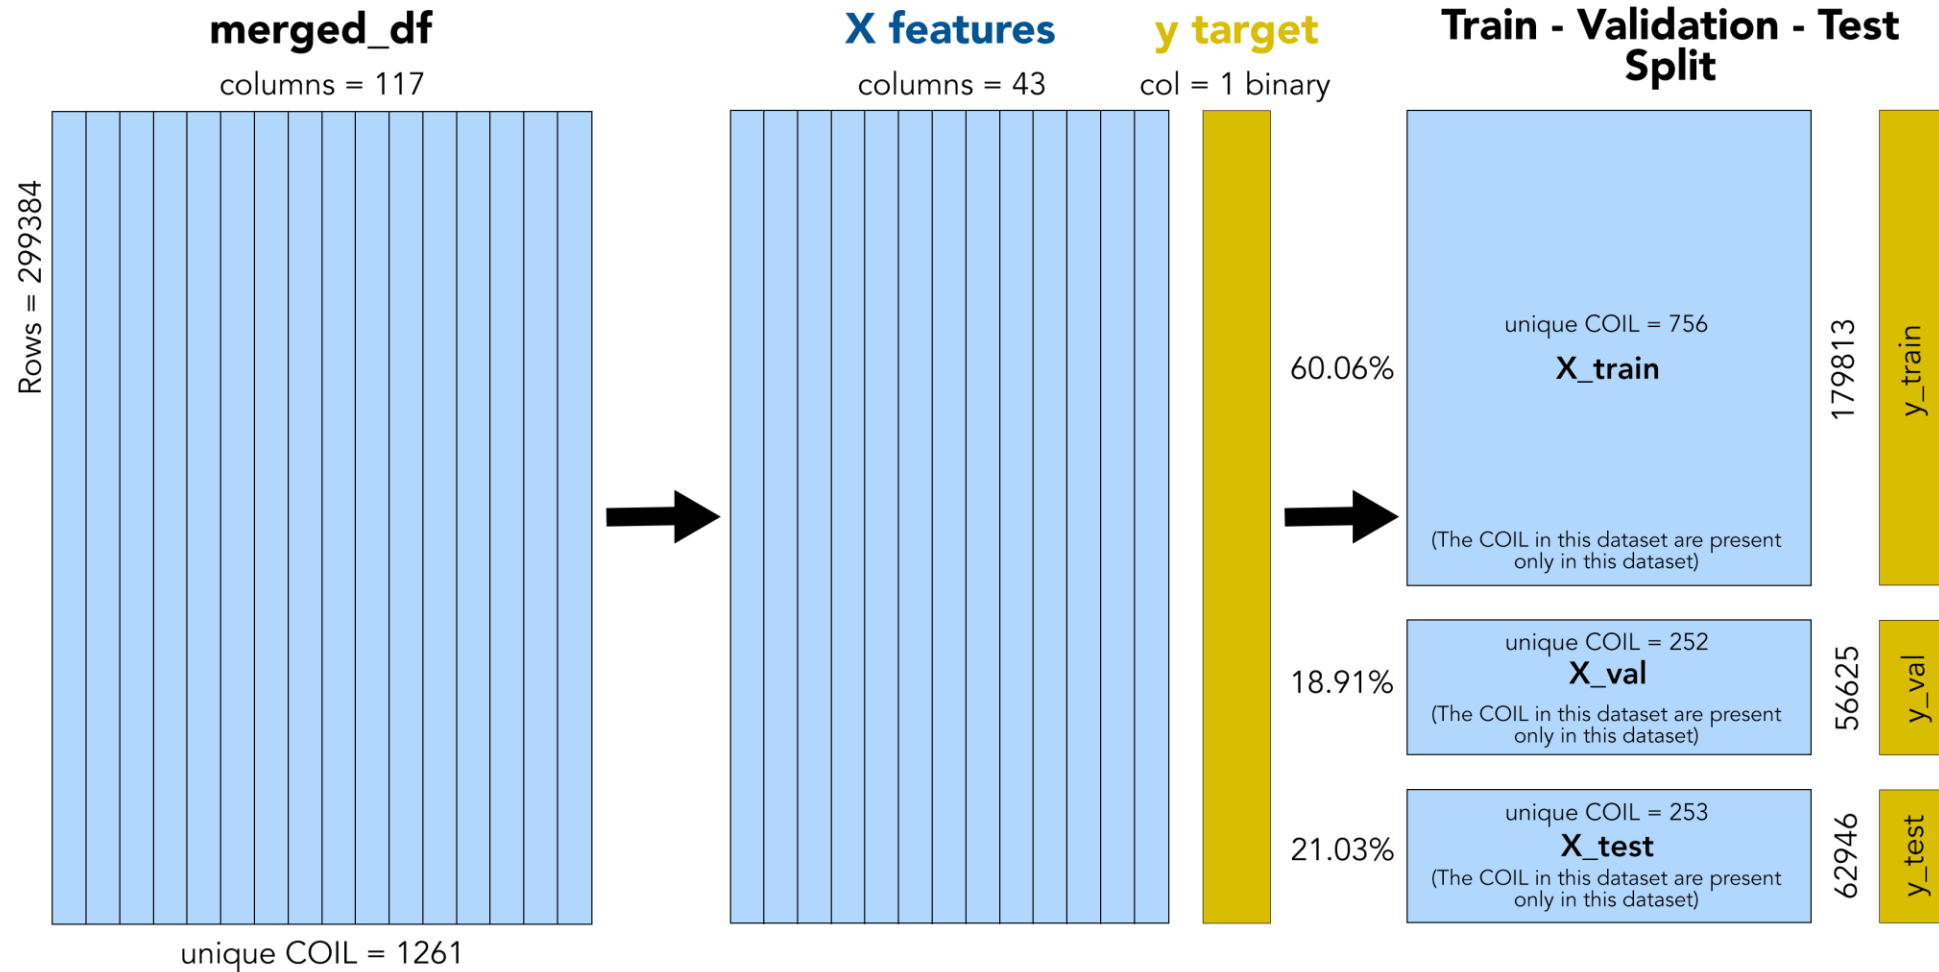 merged_df
columns = 117
Rows = 299384
unique COIL = 1261
X features
columns = 43
y target
col = 1 binary
Train - Validation - Test
Split
60.06%
unique COIL = 756
X_train
(The COIL in this dataset are present
only in this dataset)
179813
y_train
18.91%
unique COIL = 252
X_val
(The COIL in this dataset are present
only in this dataset)
56625
y_val
21.03%
unique COIL = 253
X_test
(The COIL in this dataset are present
only in this dataset)
62946
y_test